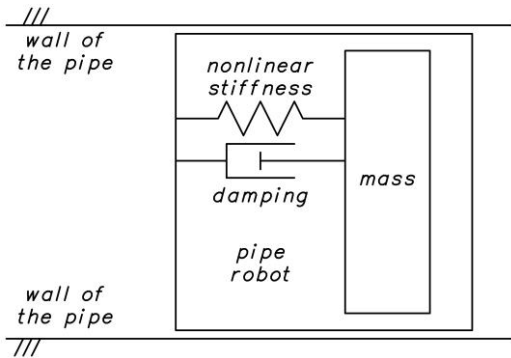 wall of
the pipe
nonlinear
stiffness
damping
mass
pipe
robot
wall of
the pipe